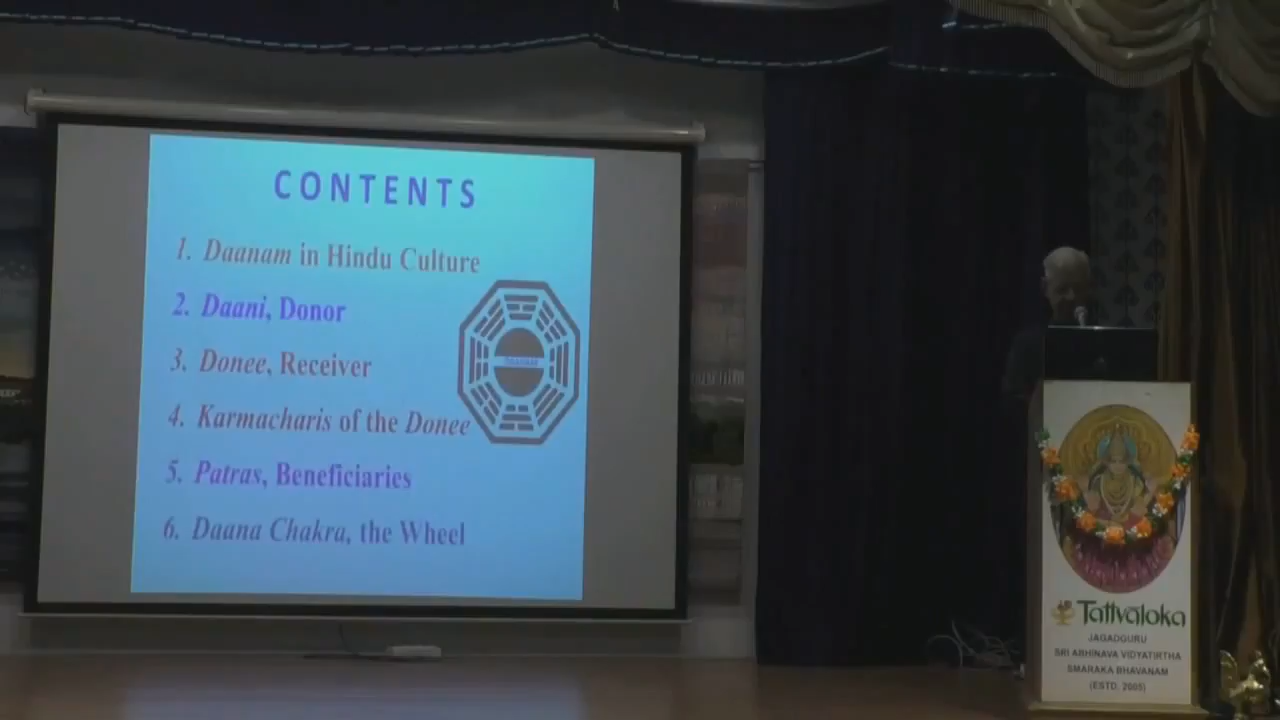 CONTENTS
1. Daanam in Hindu Culture
2. Daani, Donor
3. Donee, Receiver
4. Karmacharis of the Donee
5. Patras, Beneficiaries
6. Daana Chakra, the Wheel
Tattvaloka
JAGADGURU
SRI ABHINAVA VIDYATIRTHA
SMARAKA BHAVANAM
(ESTD. 2005)